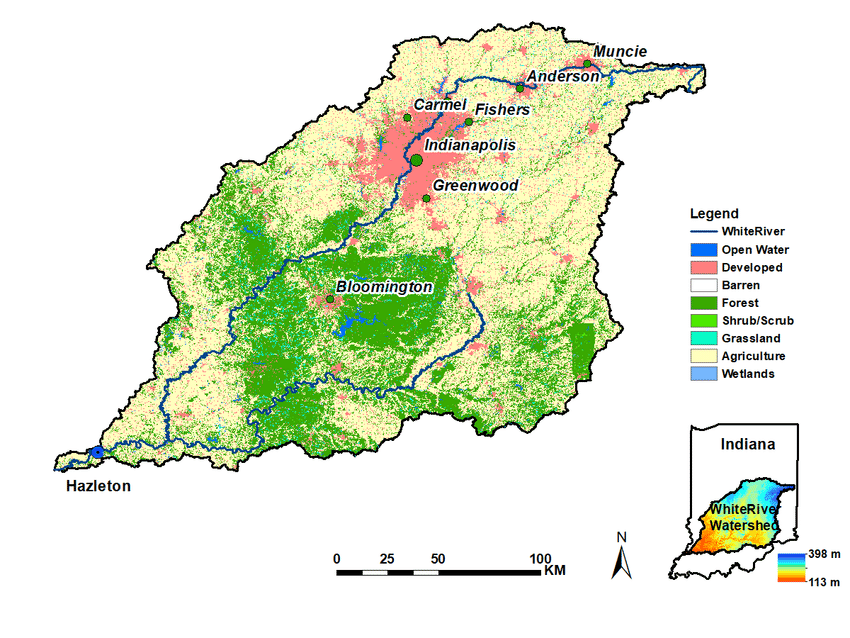 Muncie
Anderson
Carmel
Fishers
Indianapolis
Greenwood
Bloomington
Hazleton
Legend
WhiteRiver
Open Water
Developed
Barren
Forest
Shrub/Scrub
Grassland
Agriculture
Wetlands
Indiana
WhiteRiver
Watershed
398 m
113 m
N
0 25 50 100
KM